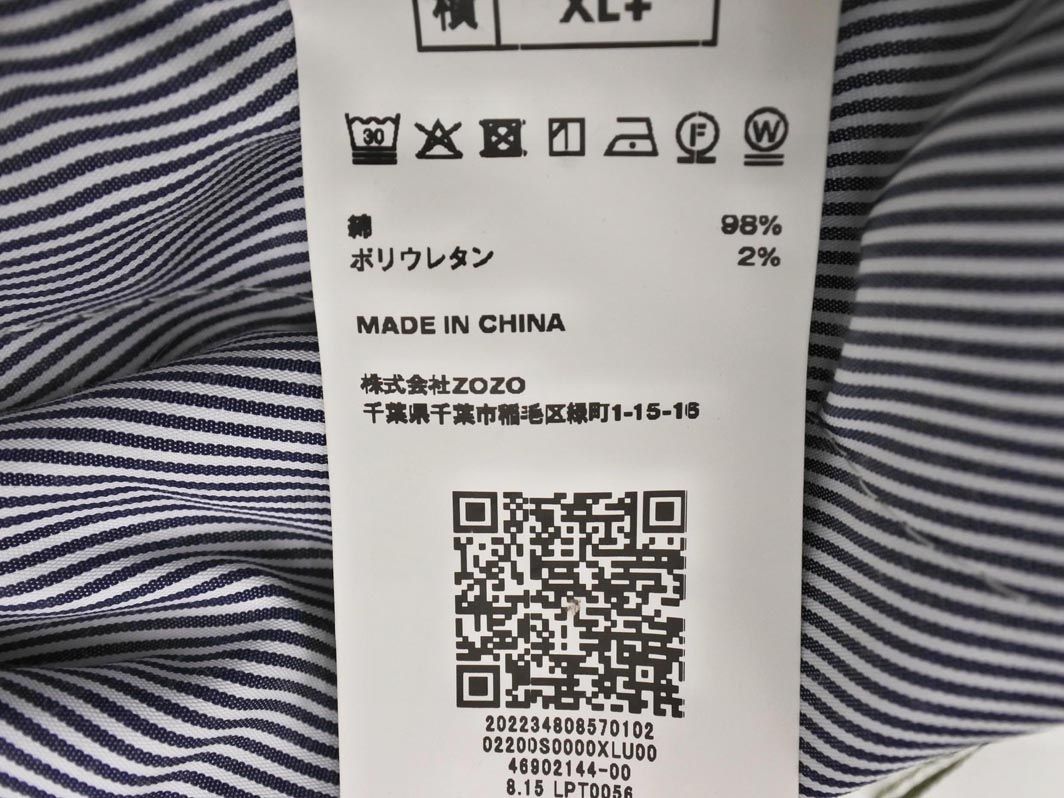 横 XL+
30 F W
綿 98%
ポリウレタン 2%
MADE IN CHINA
株式会社ZOZO
千葉県千葉市稲毛区緑町1-15-16
202234808570102
02200S0000XLU00
46902144-00
8.15 LPT0056